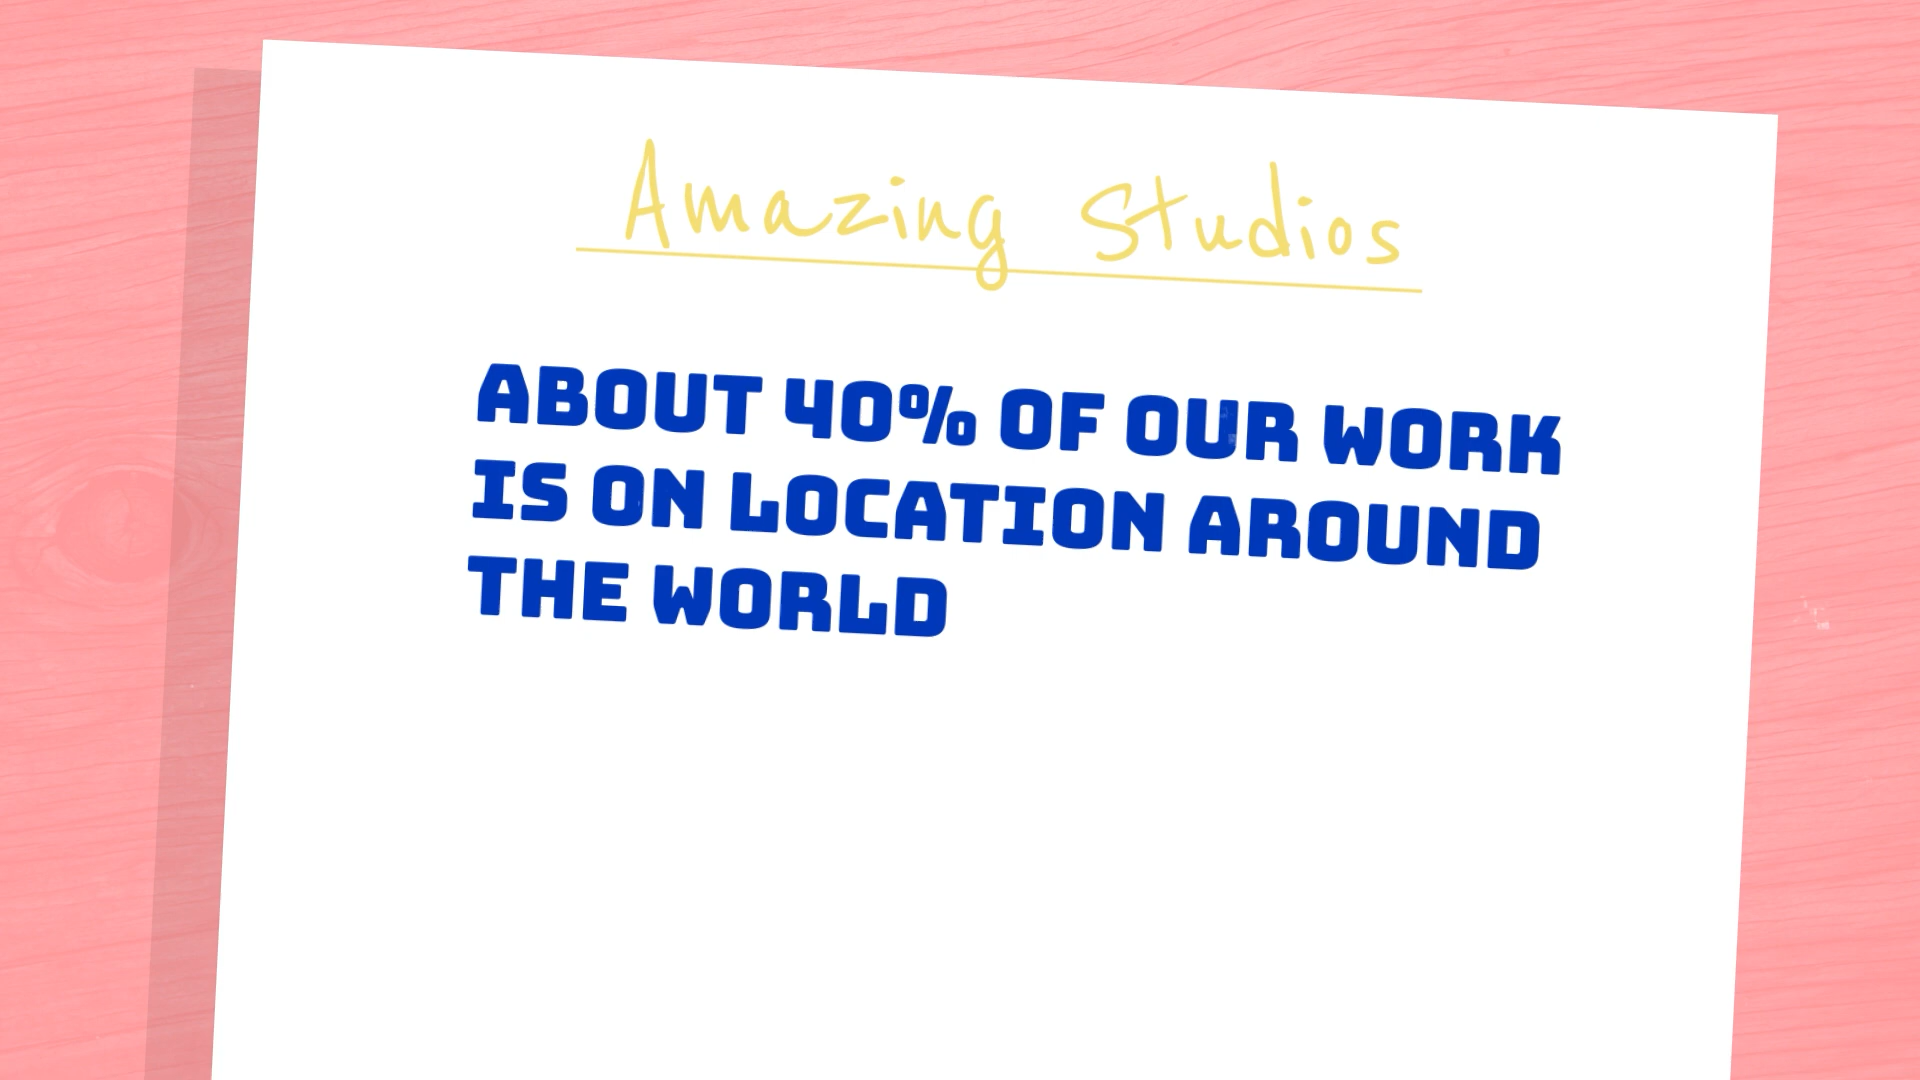 Amazing Studios
ABOUT 40% OF OUR WORK
IS ON LOCATION AROUND
THE WORLD